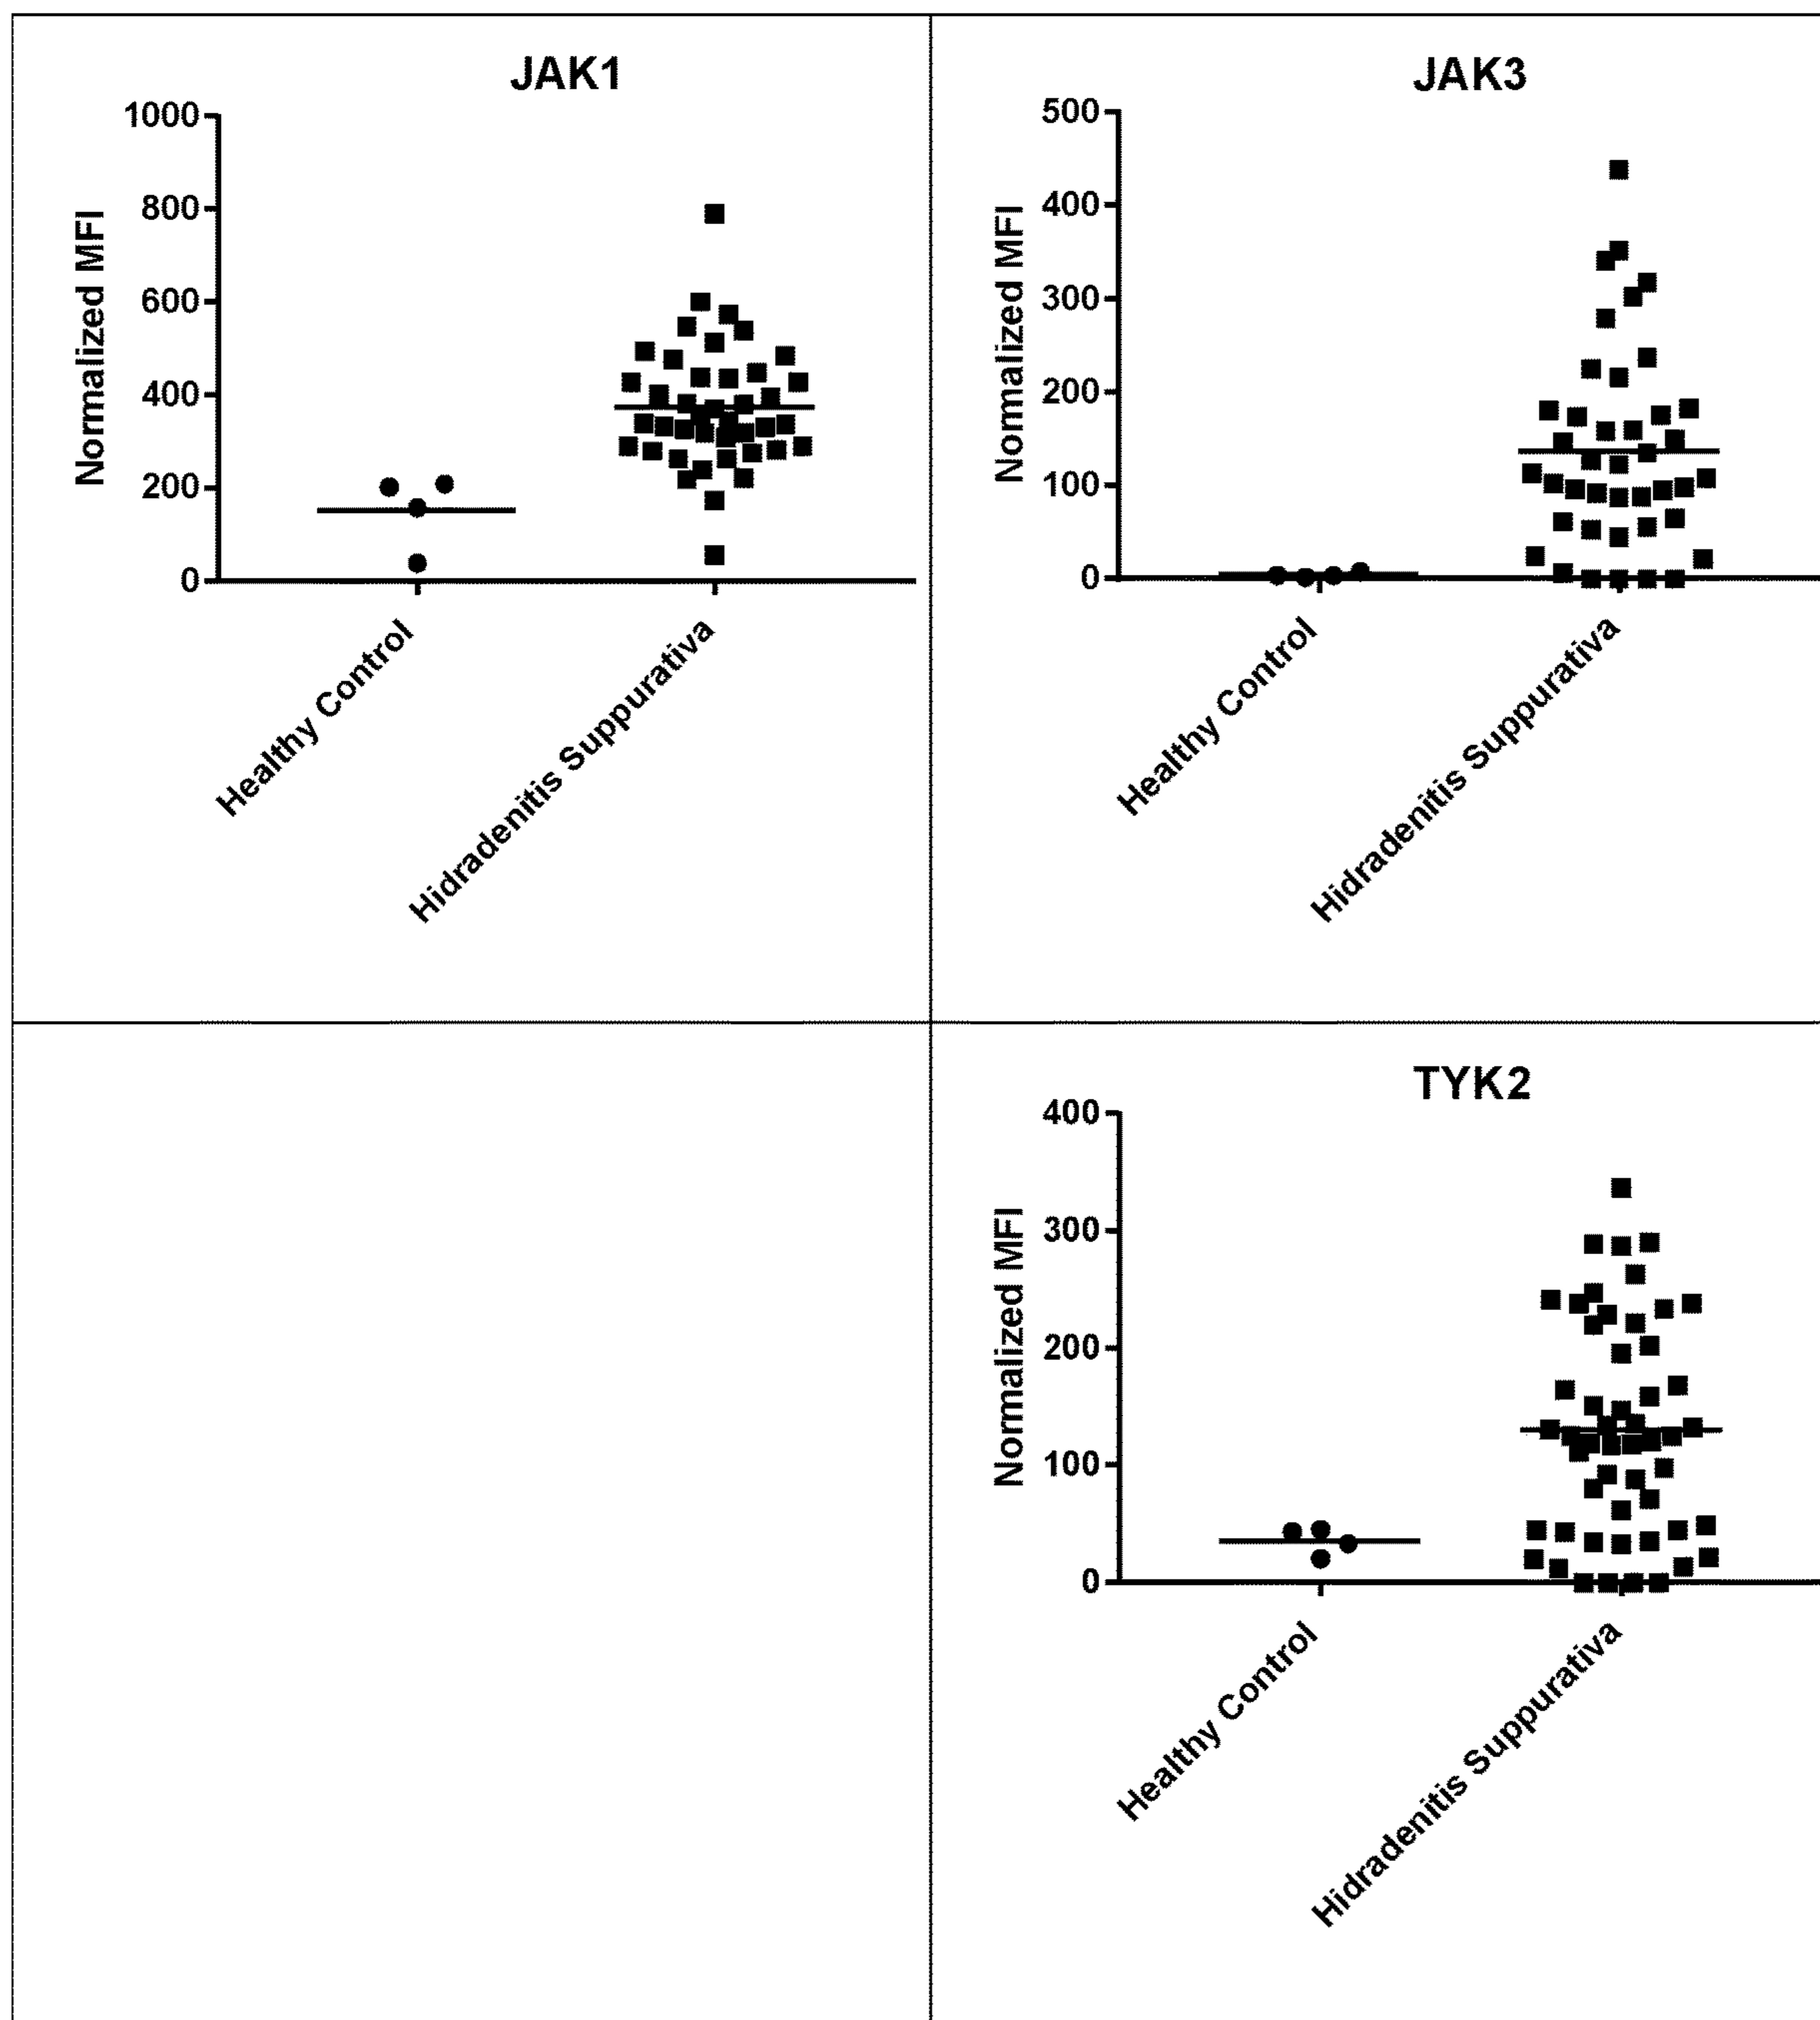 JAK1
1000
800
600
400
200
0
Normalized MFI
Healthy Control
Hidradenitis Suppurativa
JAK3
500
400
300
200
100
0
Normalized MFI
Healthy Control
Hidradenitis Suppurativa
TYK2
400
300
200
100
0
Normalized MFI
Healthy Control
Hidradenitis Suppurativa